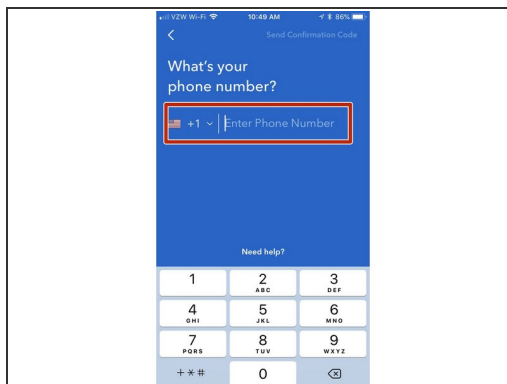 VZW Wi-Fi 10:49 AM 86%
Send Confirmation Code
What's your
phone number?
+1 Enter Phone Number
Need help?
1 2 3
ABC DEF
4 5 6
GHI JKL MNO
7 8 9
PQRS TUV WXYZ
+*# 0